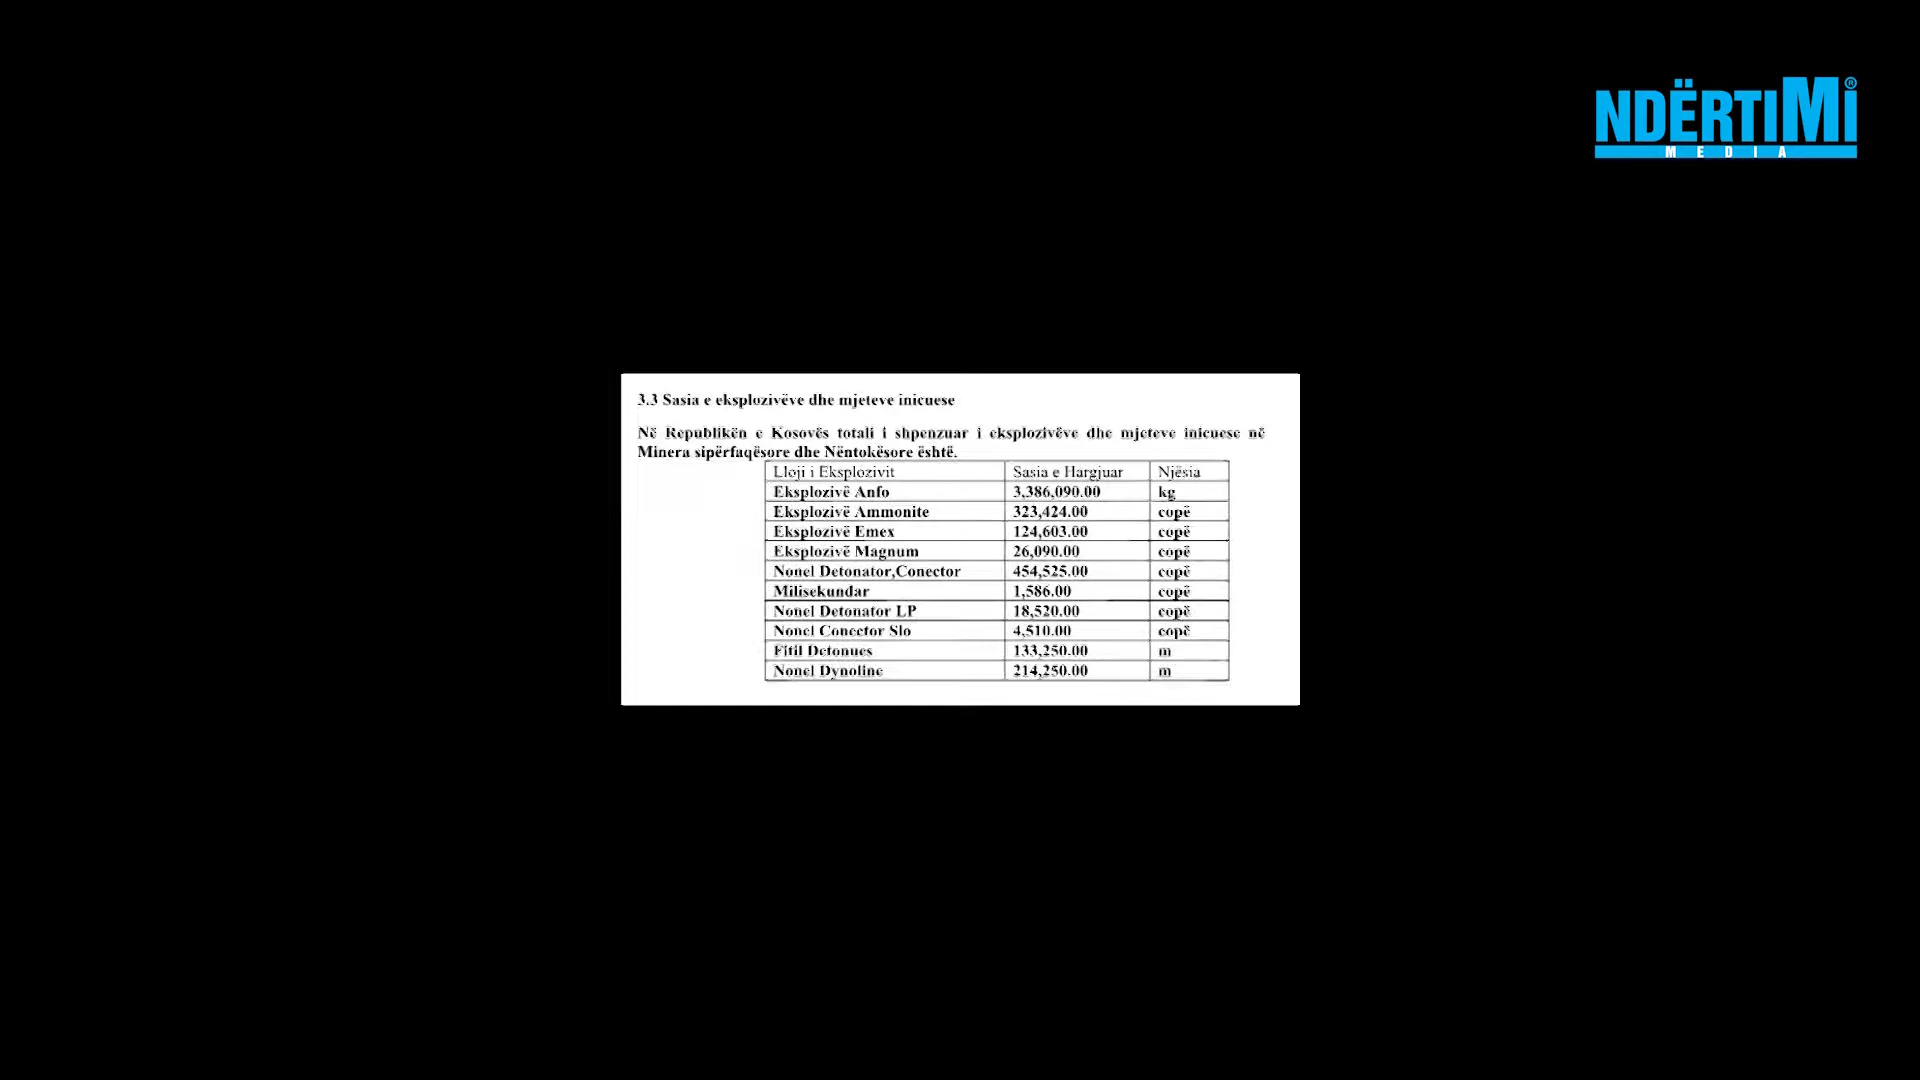 NDËRTIMI®
MEDIA
3.3 Sasia e eksplozivëve dhe mjeteve inicuese
Në Republikën e Kosovës totali i shpenzuar i eksplozivëve dhe mjeteve inicuese në
Minera sipërfaqësore dhe Nëntokësore është.
Lloji i Eksplozivit Sasia e Hargjuar Njësia
Eksplozivë Anfo 3,386,090.00 kg
Eksplozivë Ammonite 323,424.00 copë
Eksplozivë Emex 124,603.00 copë
Eksplozivë Magnum 26,090.00 copë
Nonel Detonator,Conector 454,525.00 copë
Milisekundar 1,586.00 copë
Nonel Detonator LP 18,520.00 copë
Nonel Conector Slo 4,510.00 copë
Fitil Detonues 133,250.00 m
Nonel Dynoline 214,250.00 m